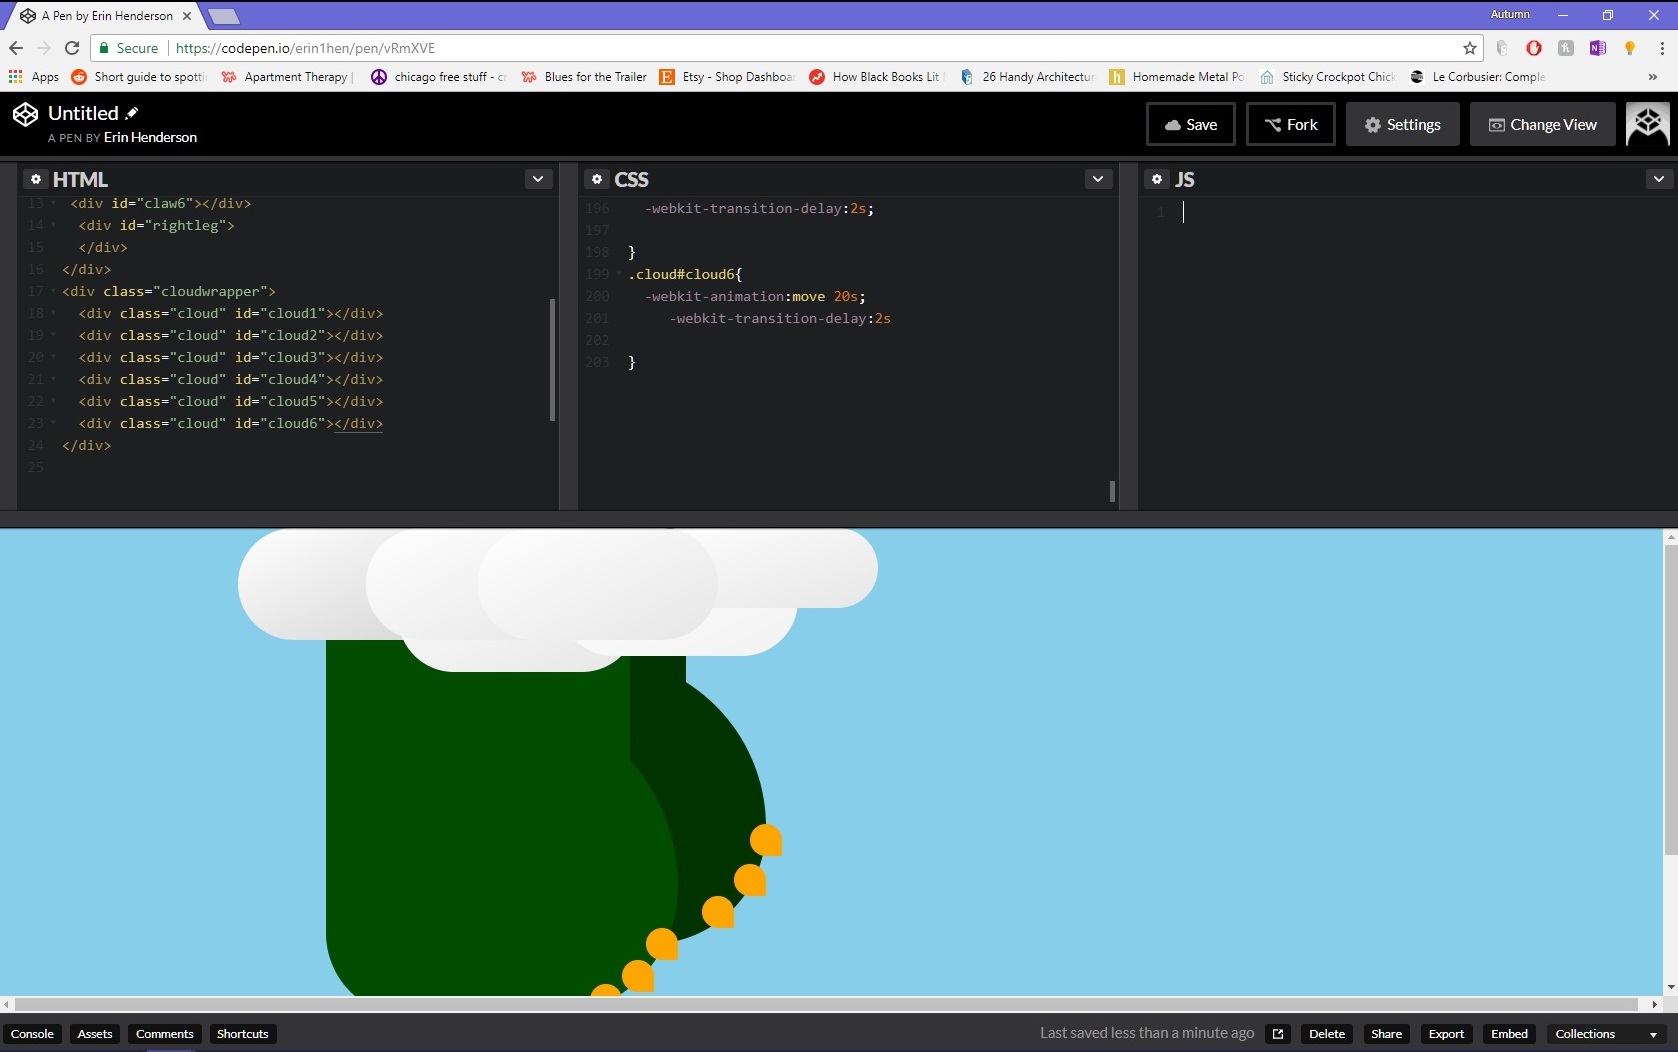 A Pen by Erin Henderson
Autumn
Secure https://codepen.io/erin1hen/pen/vRmXVE
Apps Short guide to spotti Apartment Therapy | chicago free stuff - c Blues for the Trailer Etsy - Shop Dashboa How Black Books Lit 26 Handy Architectur Homemade Metal Po Sticky Crockpot Chick Le Corbusier: Comple »
Untitled
A PEN BY Erin Henderson
Save Fork Settings Change View
HTML
13 <div id="claw6"></div>
14 <div id="rightleg">
15 </div>
16 </div>
17 <div class="cloudwrapper">
18 <div class="cloud" id="cloud1"></div>
19 <div class="cloud" id="cloud2"></div>
20 <div class="cloud" id="cloud3"></div>
21 <div class="cloud" id="cloud4"></div>
22 <div class="cloud" id="cloud5"></div>
23 <div class="cloud" id="cloud6"></div>
24 </div>
25
CSS
196 -webkit-transition-delay:2s;
197
198 }
199 .cloud#cloud6{
200 -webkit-animation:move 20s;
201 -webkit-transition-delay:2s
202
203 }
JS
1
Console Assets Comments Shortcuts
Last saved less than a minute ago Delete Share Export Embed Collections